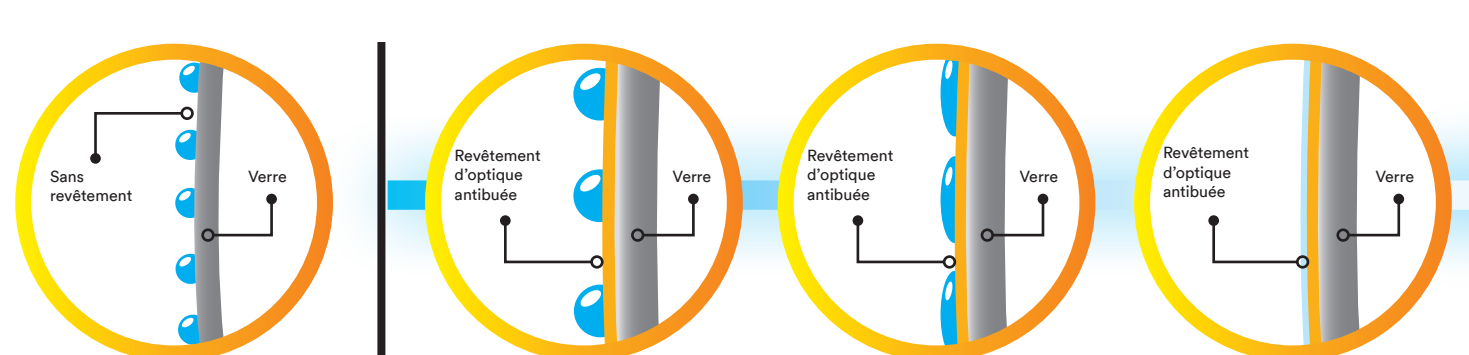 Sans
revêtement
Verre
Revêtement
d'optique
antibuée
Verre
Revêtement
d'optique
antibuée
Verre
Revêtement
d'optique
antibuée
Verre